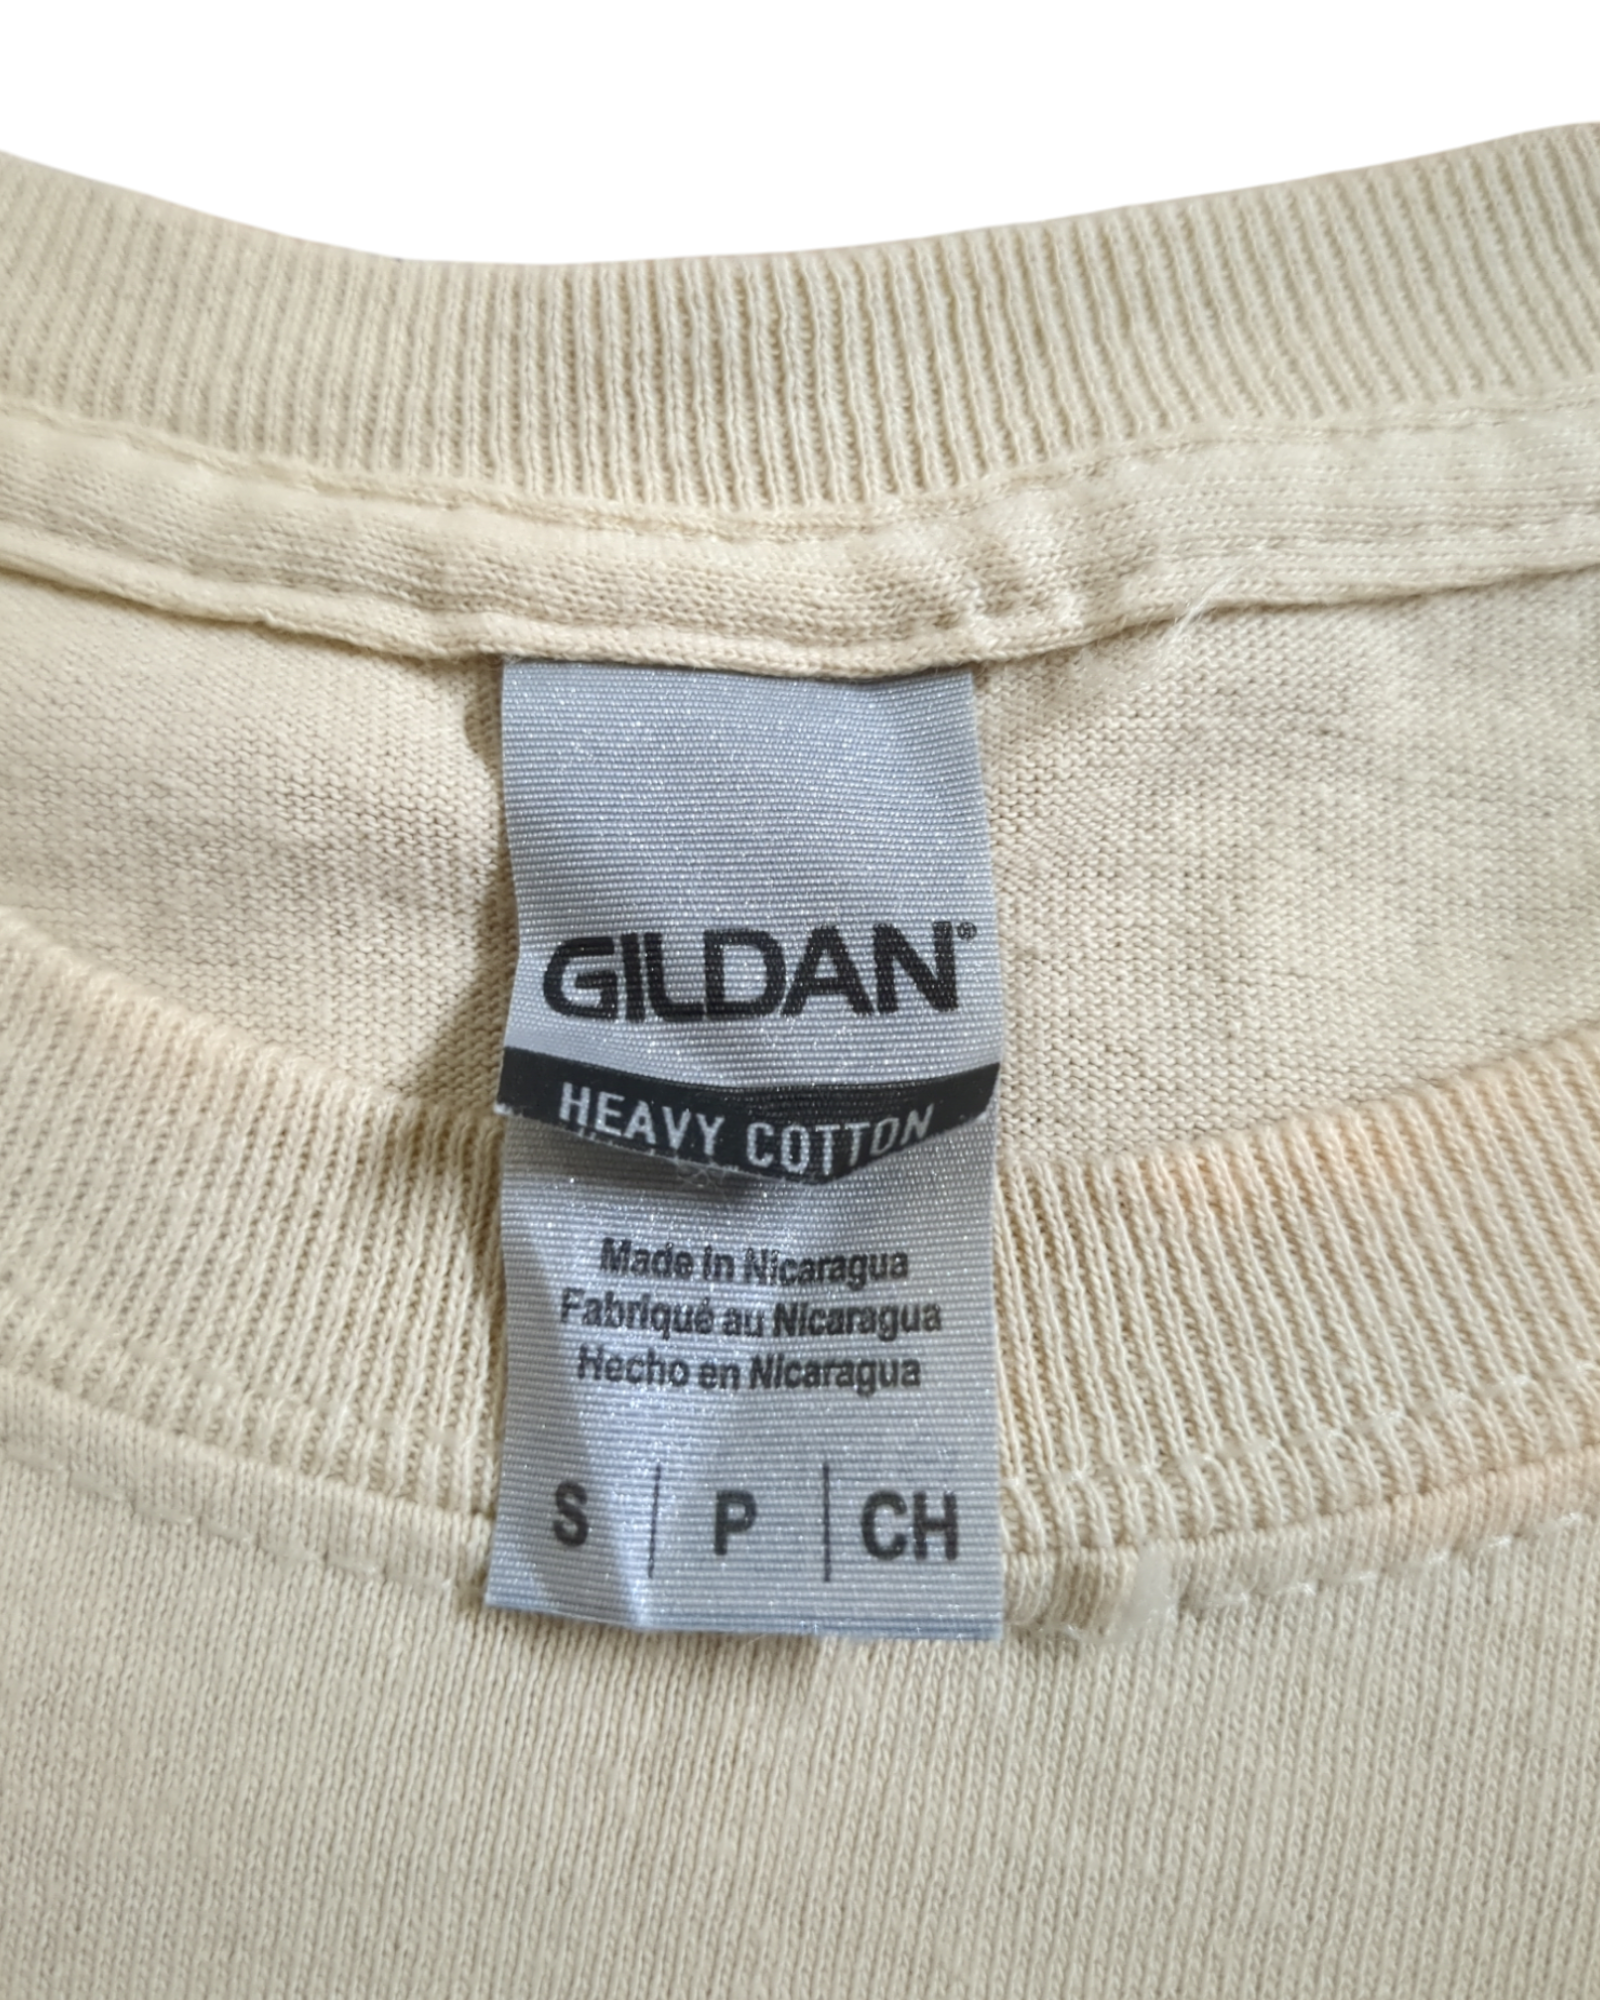 GILDAN®
HEAVY COTTON
Made in Nicaragua
Fabriqué au Nicaragua
Hecho en Nicaragua
S | P | CH